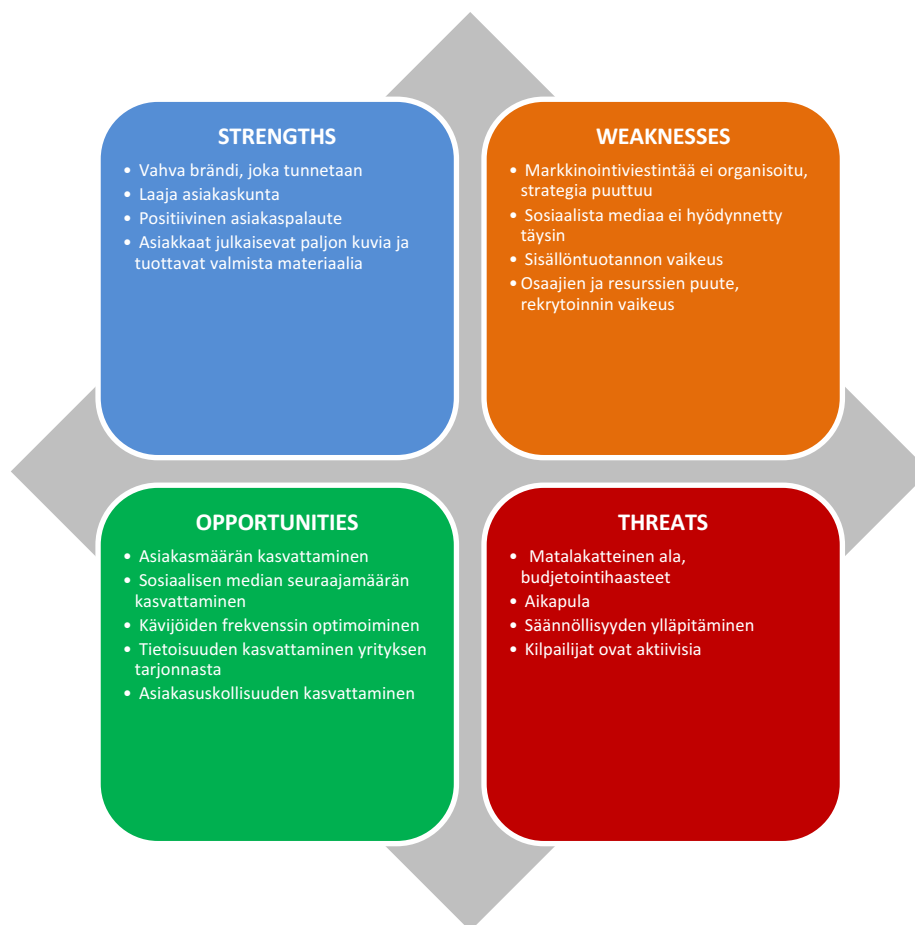 STRENGTHS
• Vahva brändi, joka tunnetaan
• Laaja asiakaskunta
• Positiivinen asiakaspalaute
• Asiakkaat julkaisevat paljon kuvia ja
tuottavat valmista materiaalia
WEAKNESSES
• Markkinointiviestintää ei organisoitu,
strategia puuttuu
• Sosiaalista mediaa ei hyödynnetty
täysin
• Sisällöntuotannon vaikeus
• Osaajien ja resurssien puute,
rekrytoinnin vaikeus
OPPORTUNITIES
• Asiakasmäärän kasvattaminen
• Sosiaalisen median seuraajamäärän
kasvattaminen
• Kävijöiden frekvenssin optimoiminen
• Tietoisuuden kasvattaminen yrityksen
tarjonnasta
• Asiakasuskollisuuden kasvattaminen
THREATS
• Matalakatteinen ala,
budjetointihaasteet
• Aikapula
• Säännöllisyyden ylläpitäminen
• Kilpailijat ovat aktiivisia